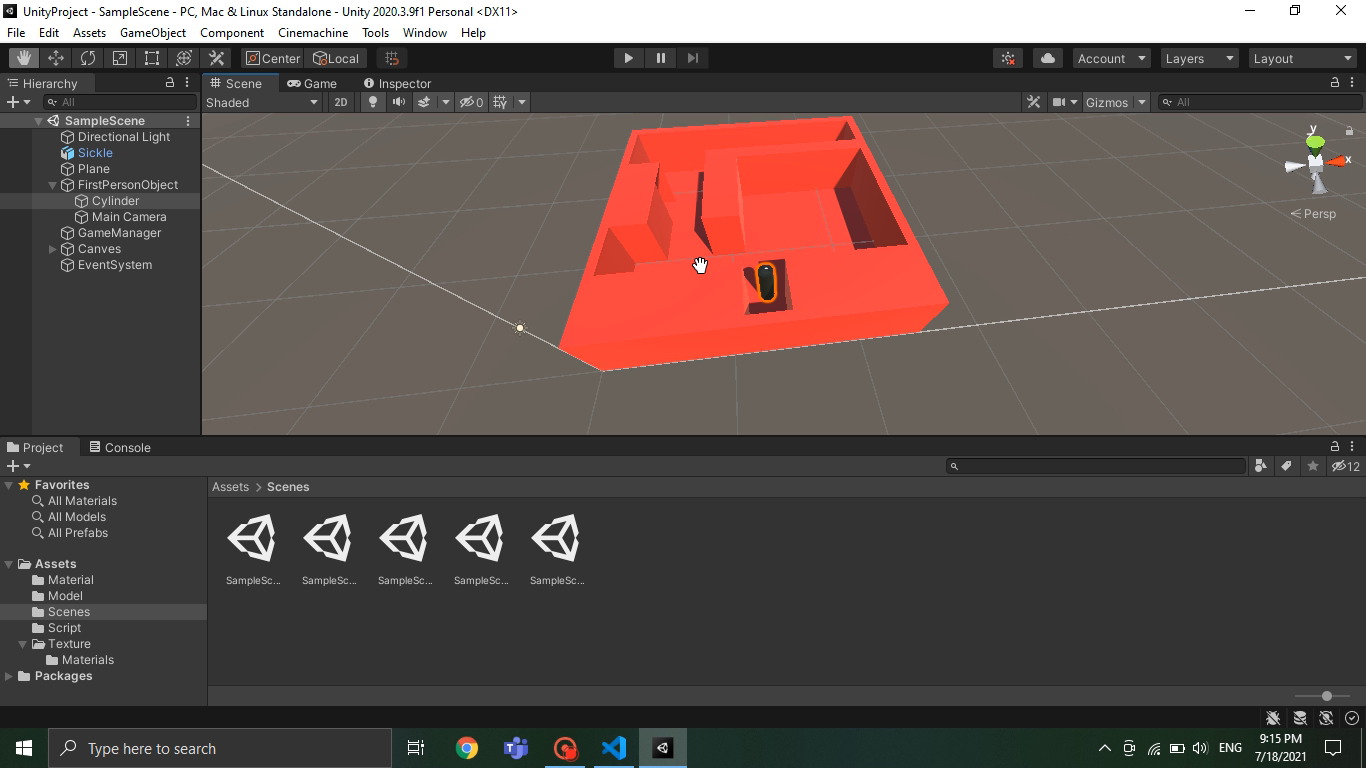 UnityProject - SampleScene - PC, Mac & Linux Standalone - Unity 2020.3.9f1 Personal <DX11>
File Edit Assets GameObject Component Cinemachine Tools Window Help
Center Local Account Layers Layout
Hierarchy Scene Game Inspector
All Shaded 2D 0 Gizmos All
SampleScene
Directional Light
Sickle
Plane
FirstPersonObject
Cylinder
Main Camera
GameManager
Canves
EventSystem
y
x
Persp
Project Console
12
Favorites
All Materials
All Models
All Prefabs
Assets
Material
Model
Scenes
Script
Texture
Materials
Packages
Assets > Scenes
SampleSc... SampleSc... SampleSc... SampleSc... SampleSc...
Type here to search
ENG
9:15 PM
7/18/2021